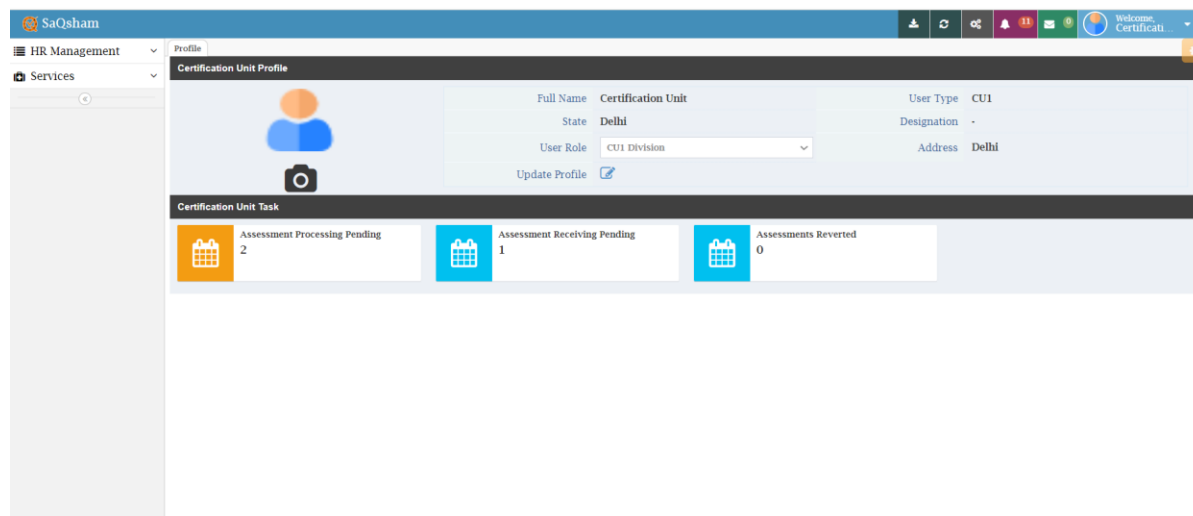 SaQsham
11
0
Welcome,
Certificati...
HR Management
Services
Profile
Certification Unit Profile
Full Name Certification Unit User Type CU1
State Delhi Designation -
User Role CU1 Division Address Delhi
Update Profile
Certification Unit Task
Assessment Processing Pending
2
Assessment Receiving Pending
1
Assessments Reverted
0